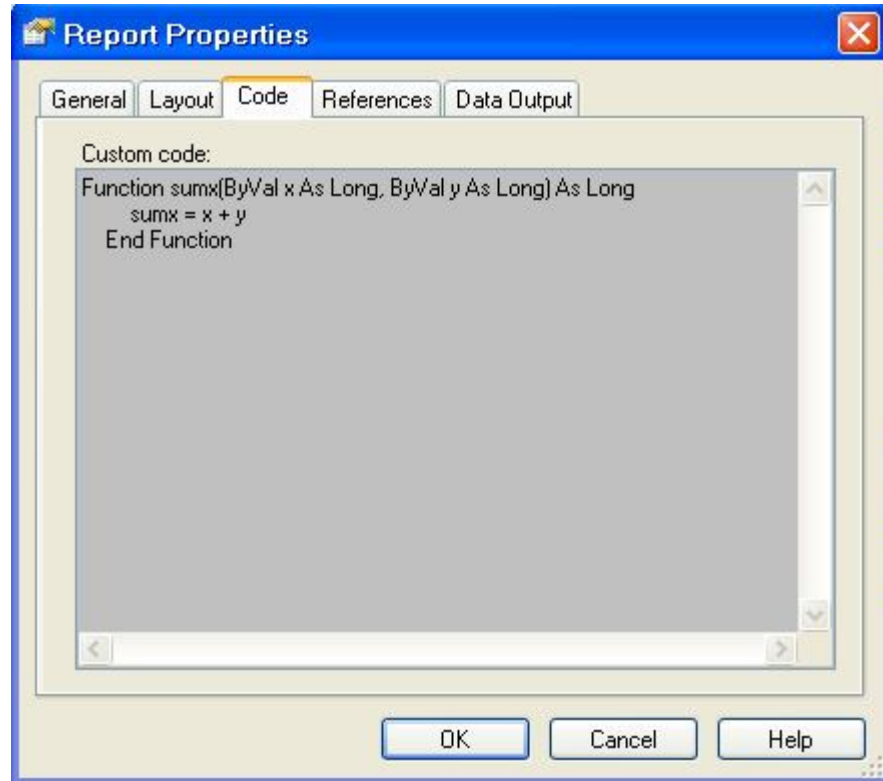 Report Properties
General Layout Code References Data Output
Custom code:
Function sumx(ByVal x As Long, ByVal y As Long) As Long
sumx = x + y
End Function
OK Cancel Help